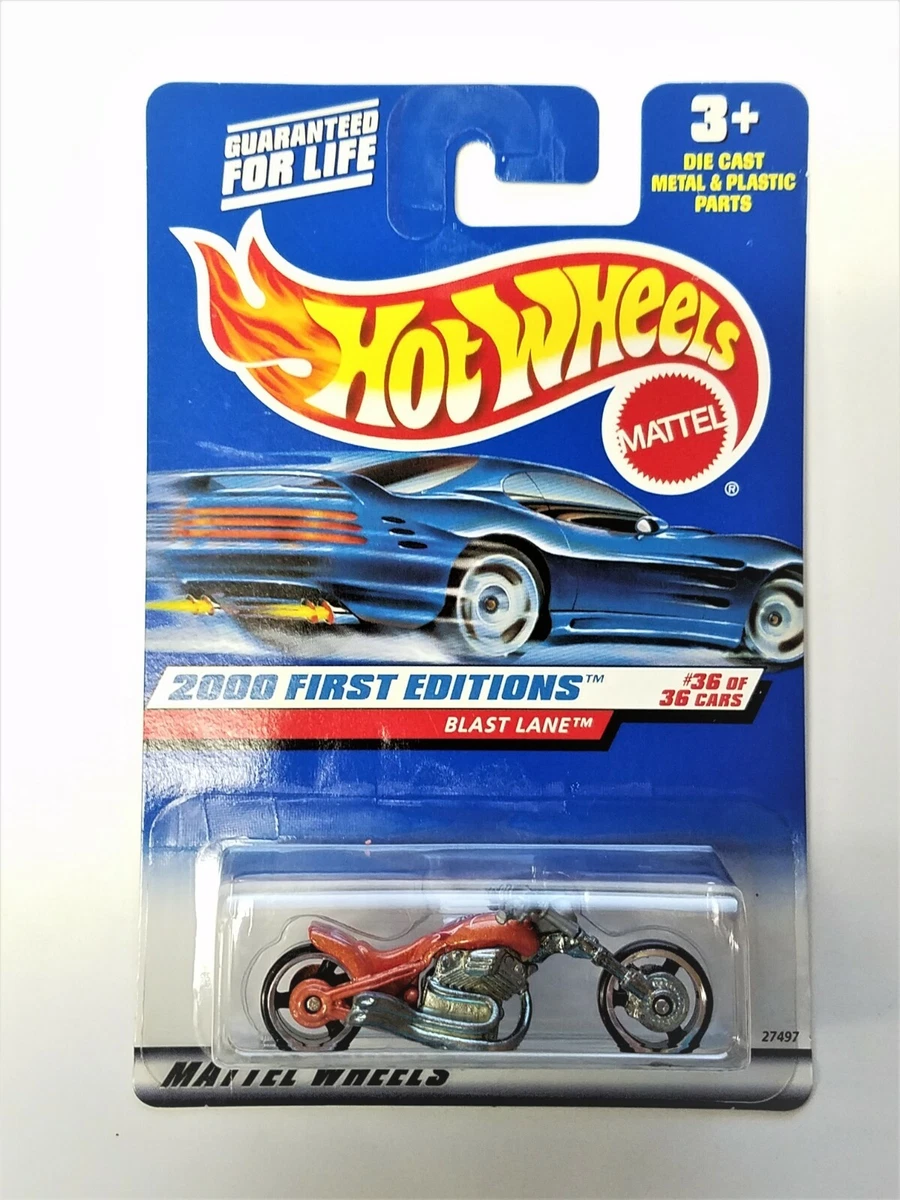 GUARANTEED
FOR LIFE
3+
DIE CAST
METAL & PLASTIC
PARTS
HOT WHEELS
MATTEL
®
2000 FIRST EDITIONS™
#36 OF
36 CARS
BLAST LANE™
27497
MATTEL WHEELS